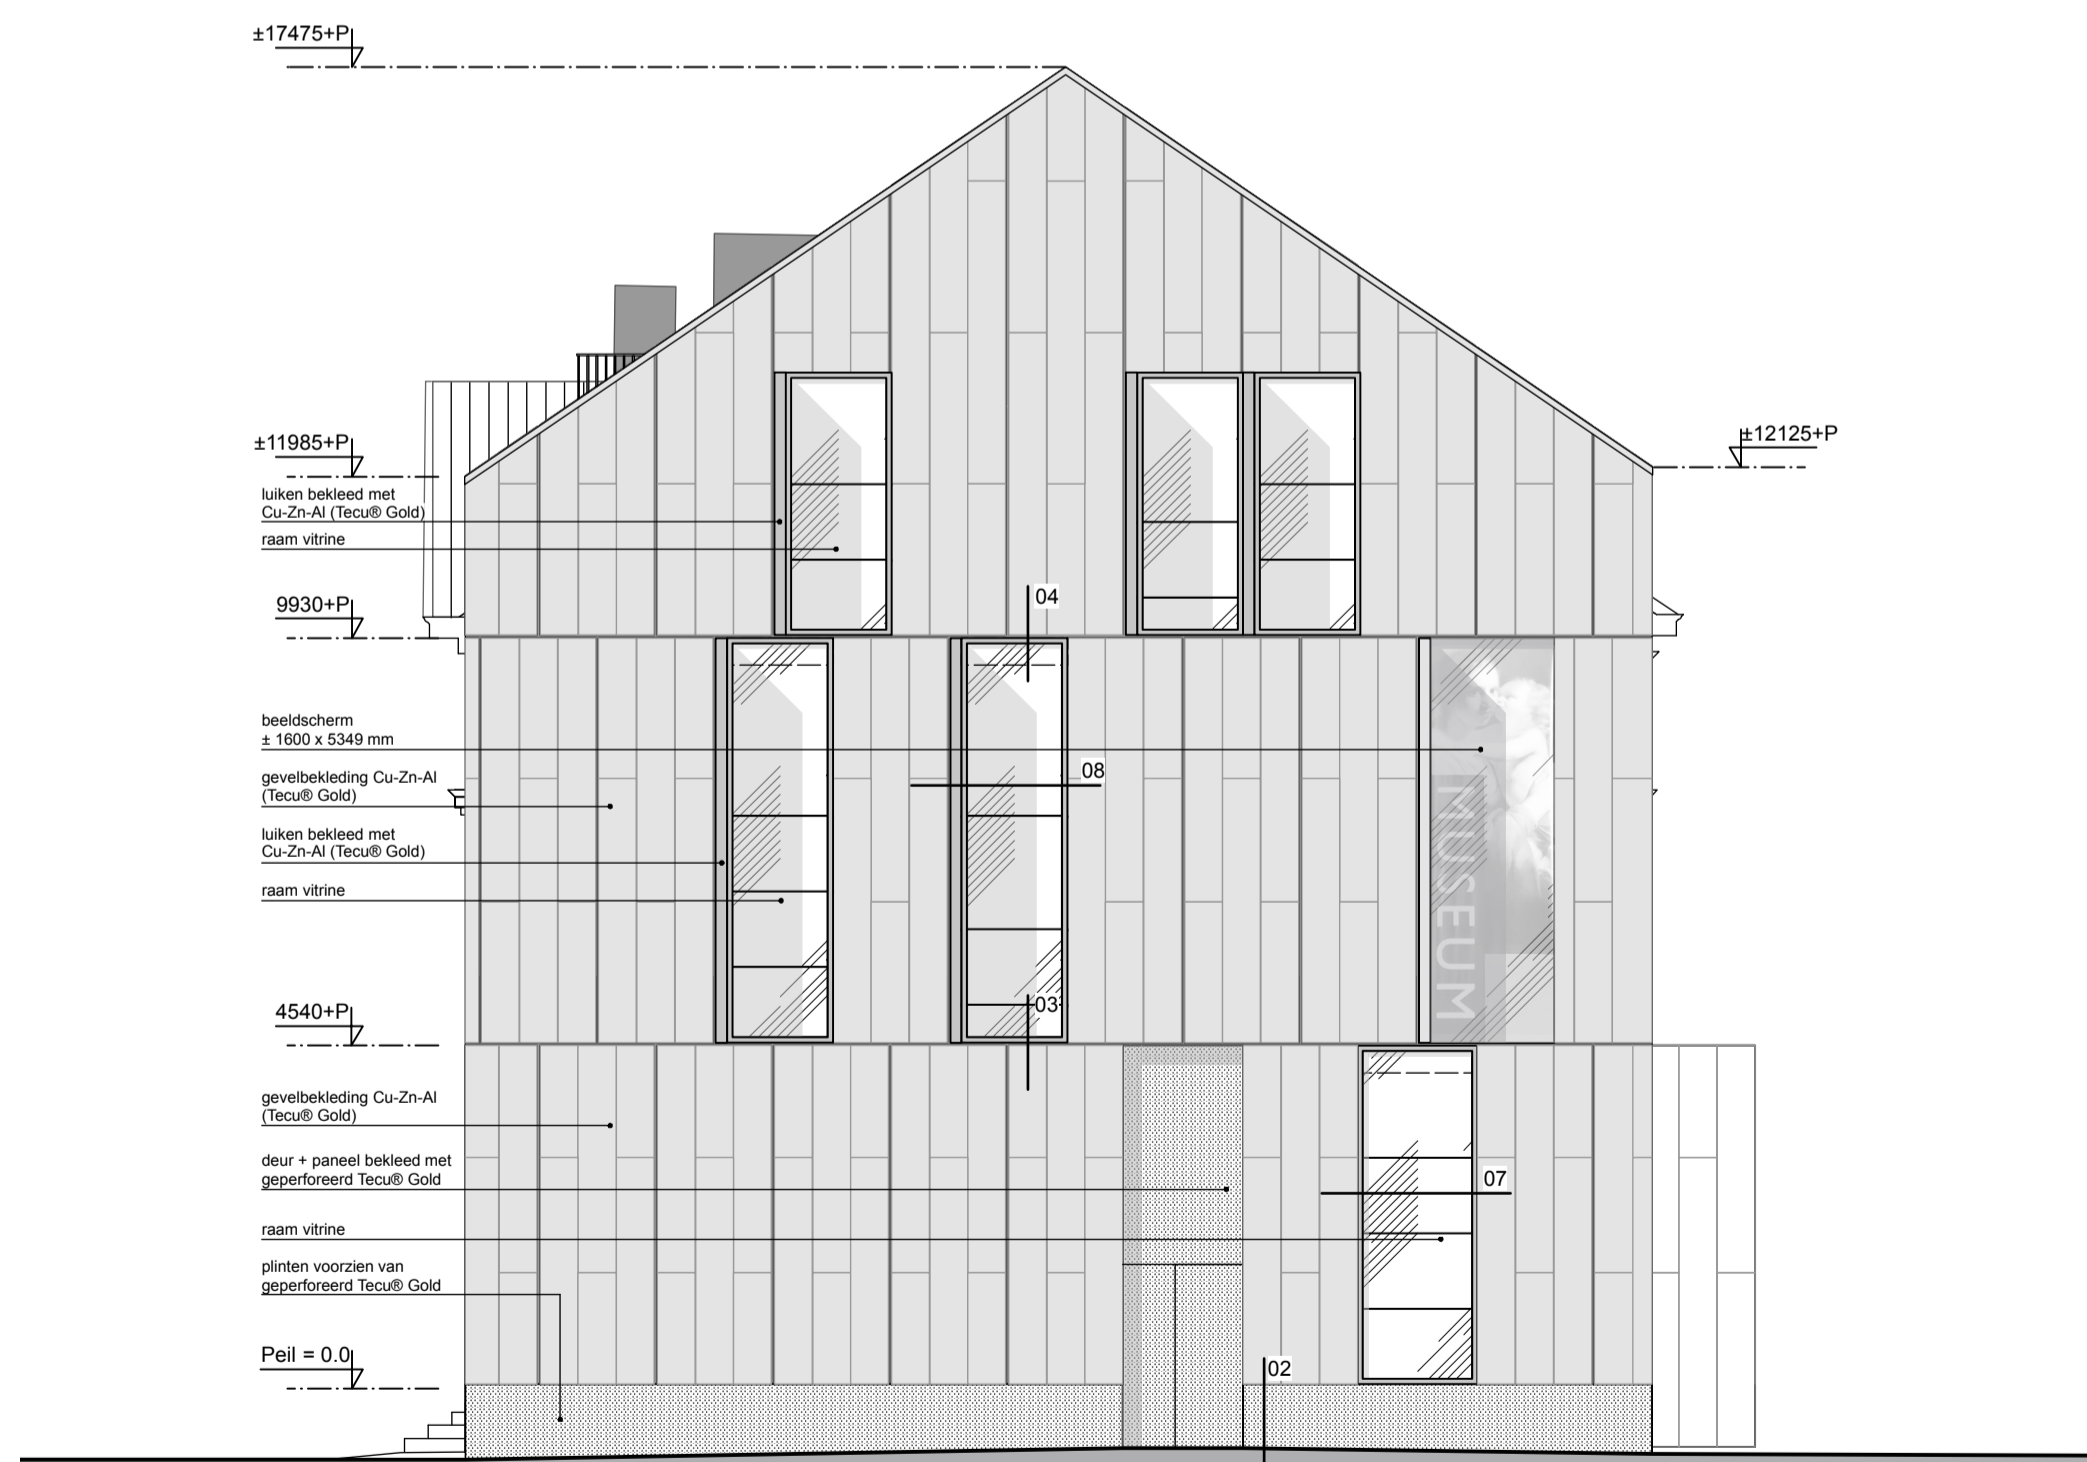 ±17475+P
±11985+P
±12125+P
luiken bekleed met
Cu-Zn-Al (Tecu® Gold)
raam vitrine
9930+P
04
beeldscherm
± 1600 x 5349 mm
gevelbekleding Cu-Zn-Al
(Tecu® Gold)
08
MUSEUM
luiken bekleed met
Cu-Zn-Al (Tecu® Gold)
raam vitrine
4540+P
03
gevelbekleding Cu-Zn-Al
(Tecu® Gold)
deur + paneel bekleed met
geperforeerd Tecu® Gold
07
raam vitrine
plinten voorzien van
geperforeerd Tecu® Gold
Peil = 0.0
02